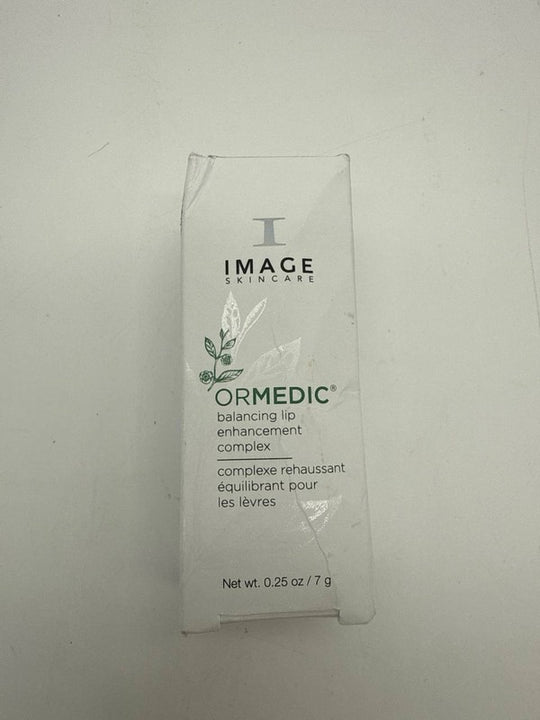 I
IMAGE
SKINCARE
ORMEDIC®
balancing lip
enhancement
complex
complexe rehaussant
équilibrant pour
les lèvres
Net wt. 0.25 oz / 7 g